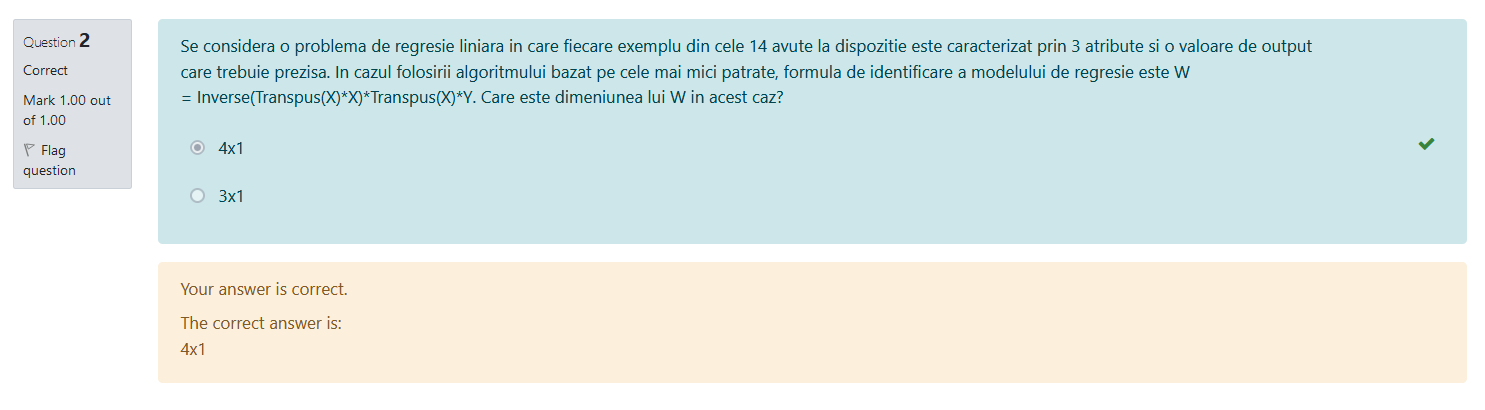 Question 2
Correct
Mark 1.00 out
of 1.00
Flag
question
Se considera o problema de regresie liniara in care fiecare exemplu din cele 14 avute la dispozitie este caracterizat prin 3 atribute si o valoare de output
care trebuie prezisa. In cazul folosirii algoritmului bazat pe cele mai mici patrate, formula de identificare a modelului de regresie este W
= Inverse(Transpus(X)*X)*Transpus(X)*Y. Care este dimeniunea lui W in acest caz?
4x1
3x1
Your answer is correct.
The correct answer is:
4x1